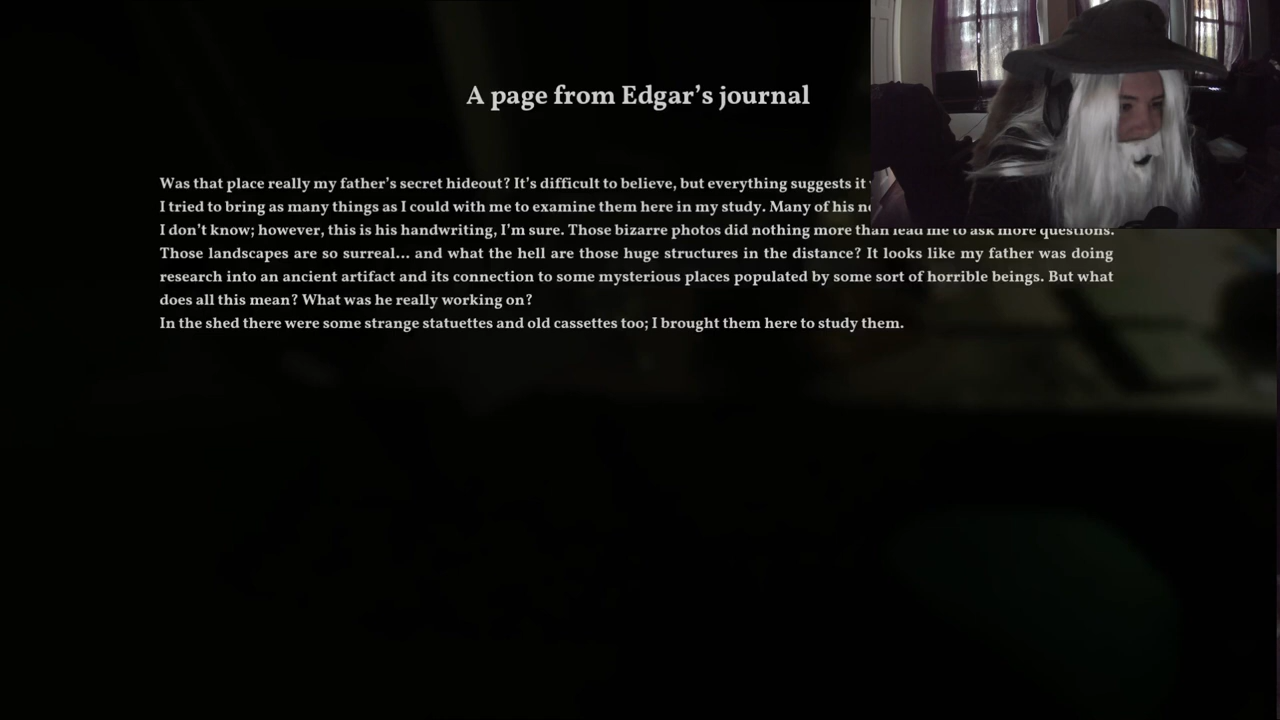 A page from Edgar’s journal
Was that place really my father’s secret hideout? It’s difficult to believe, but everything suggests it
I tried to bring as many things as I could with me to examine them here in my study. Many of his
I don’t know; however, this is his handwriting, I’m sure. Those bizarre photos did nothing more than lead me to ask more questions.
Those landscapes are so surreal... and what the hell are those huge structures in the distance? It looks like my father was doing
research into an ancient artifact and its connection to some mysterious places populated by some sort of horrible beings. But what
does all this mean? What was he really working on?
In the shed there were some strange statuettes and old cassettes too; I brought them here to study them.